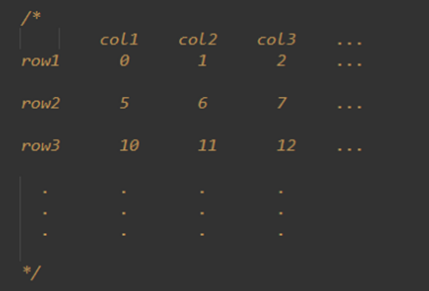 /*
col1 col2 col3 ...
row1 0 1 2 ...
row2 5 6 7 ...
row3 10 11 12 ...
. . . .
. . . .
. . . .
*/